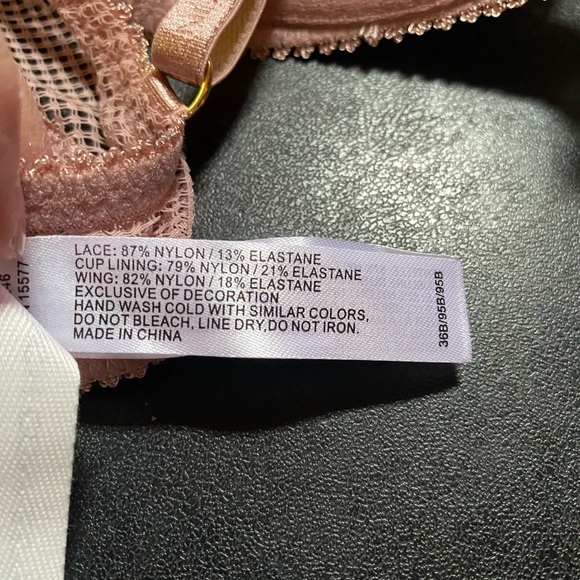 LACE: 87% NYLON / 13% ELASTANE
CUP LINING: 79% NYLON / 21% ELASTANE
WING: 82% NYLON / 18% ELASTANE
EXCLUSIVE OF DECORATION
HAND WASH COLD WITH SIMILAR COLORS,
DO NOT BLEACH, LINE DRY,DO NOT IRON.
MADE IN CHINA
36B/95B/95B